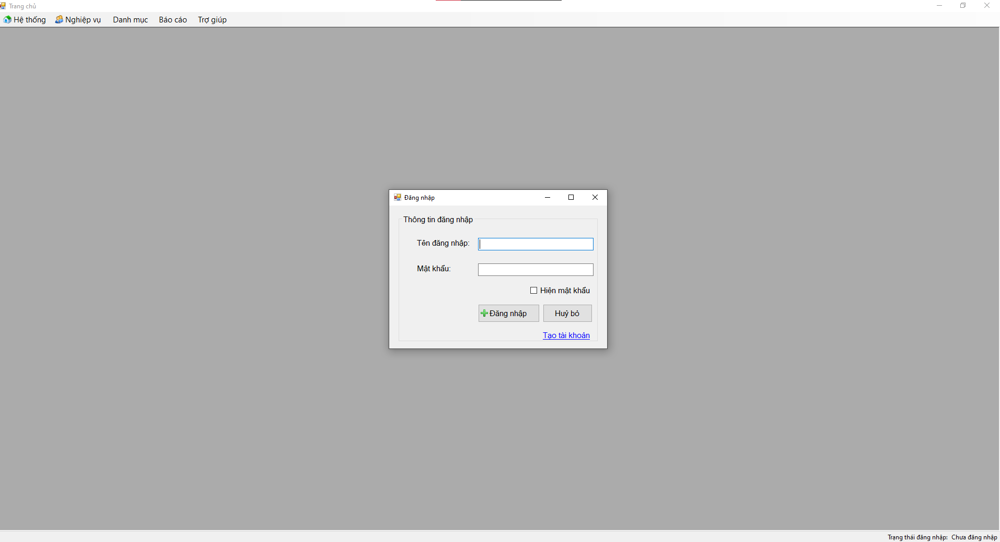 Trang chủ
Hệ thống Nghiệp vụ Danh mục Báo cáo Trợ giúp
Đăng nhập
Thông tin đăng nhập
Tên đăng nhập:
Mật khẩu:
Hiện mật khẩu
Đăng nhập Huỷ bỏ
Tạo tài khoản
Trạng thái đăng nhập: Chưa đăng nhập